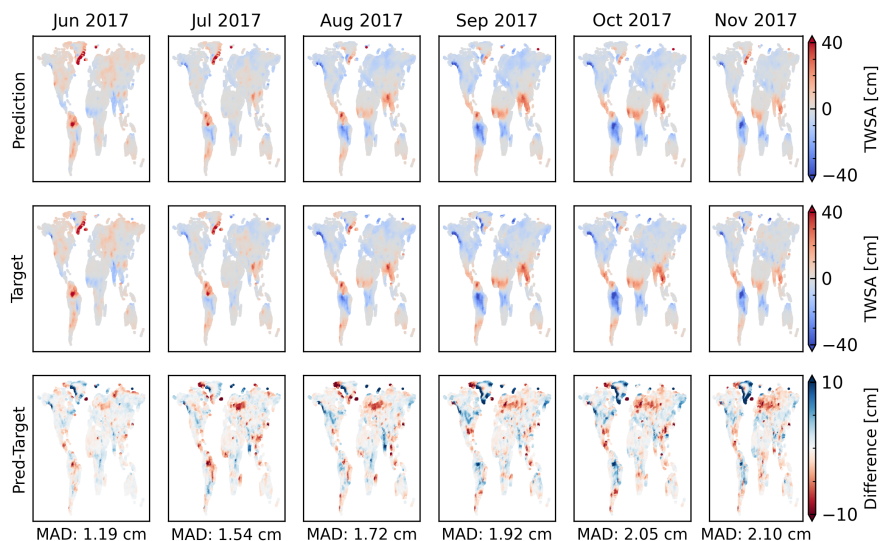 Jun 2017 Jul 2017 Aug 2017 Sep 2017 Oct 2017 Nov 2017
Prediction
40
0
−40
TWSA [cm]
Target
40
0
−40
TWSA [cm]
Pred-Target
10
−10
Difference [cm]
MAD: 1.19 cm MAD: 1.54 cm MAD: 1.72 cm MAD: 1.92 cm MAD: 2.05 cm MAD: 2.10 cm